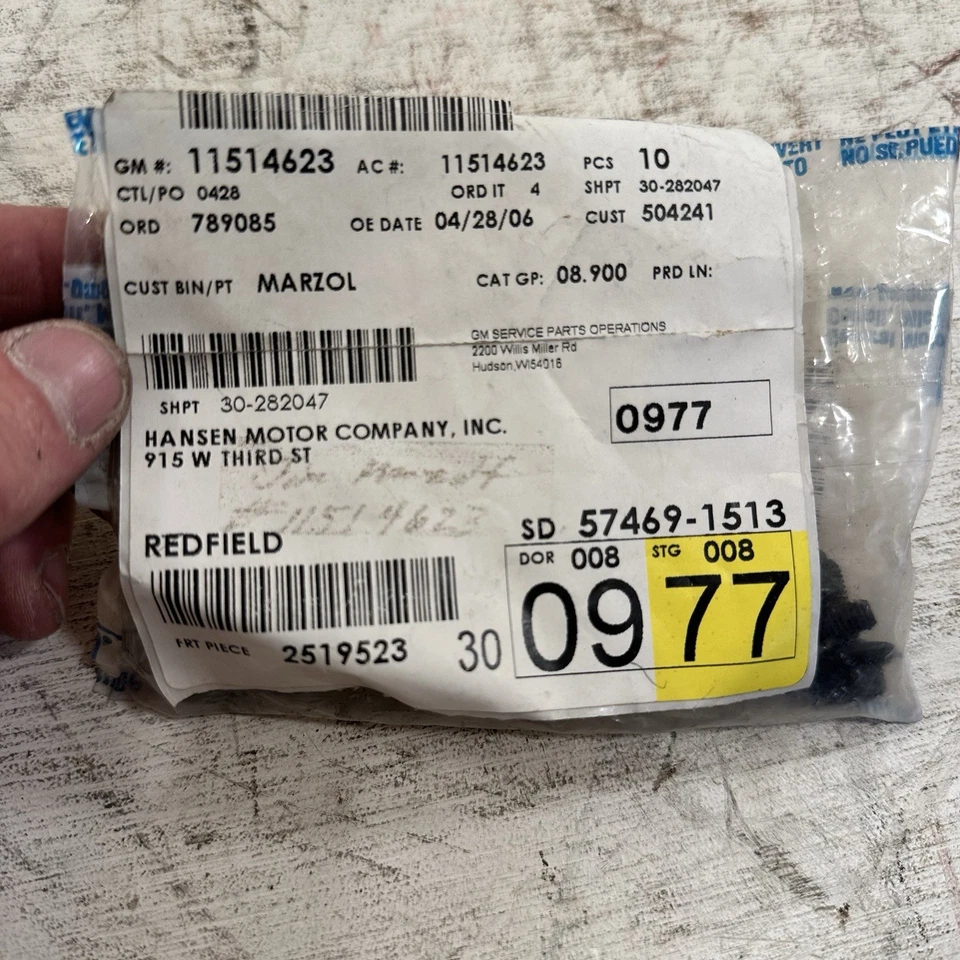 GM #: 11514623 AC #: 11514623 PCS 10
CTL/PO 0428 ORD IT 4 SHPT 30-282047
ORD 789085 OE DATE 04/28/06 CUST 504241
CUST BIN/PT MARZOL CAT GP: 08.900 PRD LN:
GM SERVICE PARTS OPERATIONS
2200 Willis Miller Rd
Hudson,WI54016
SHPT 30-282047
0977
HANSEN MOTOR COMPANY, INC.
915 W THIRD ST
11514623
REDFIELD SD 57469-1513
DOR 008 STG 008
FRT PIECE 2519523 30 0977
NO SE PUED